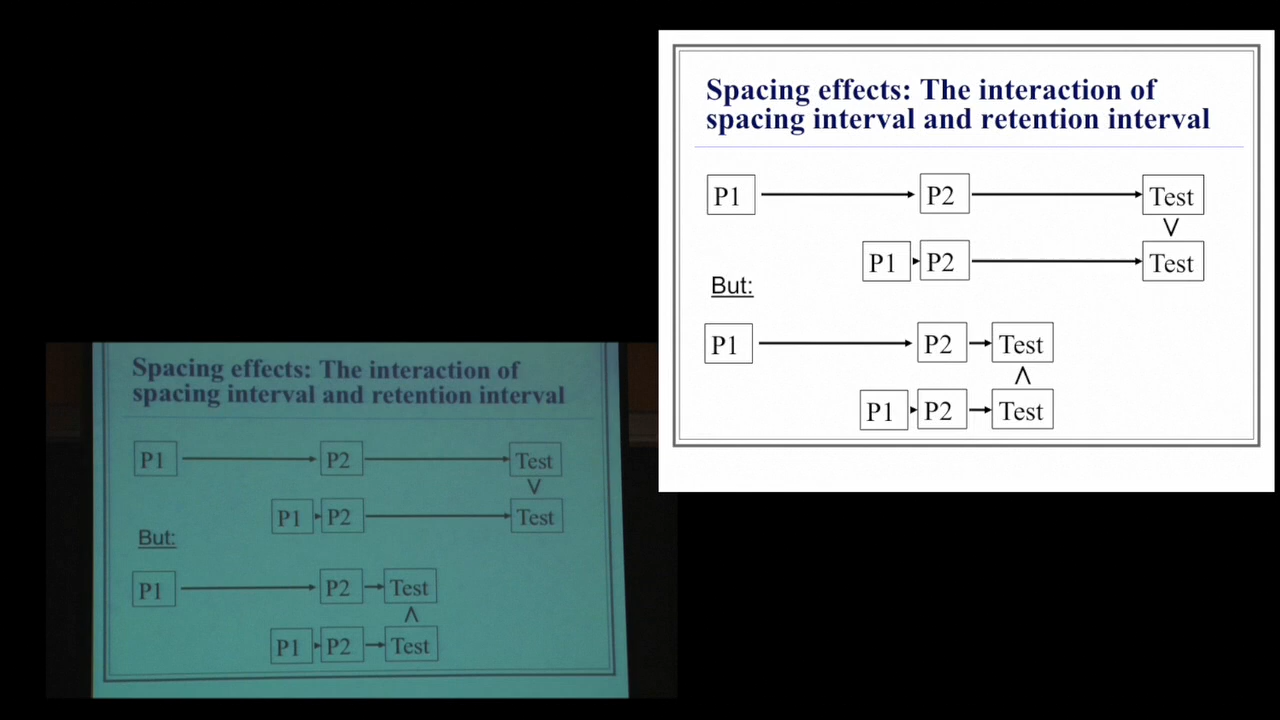 Spacing effects: The interaction of
spacing interval and retention interval
P1 P2 Test
V
P1 P2 Test
But:
P1 P2 Test
Λ
P1 P2 Test
Spacing effects: The interaction of
spacing interval and retention interval
P1 P2 Test
V
P1 P2 Test
But:
P1 P2 Test
Λ
P1 P2 Test